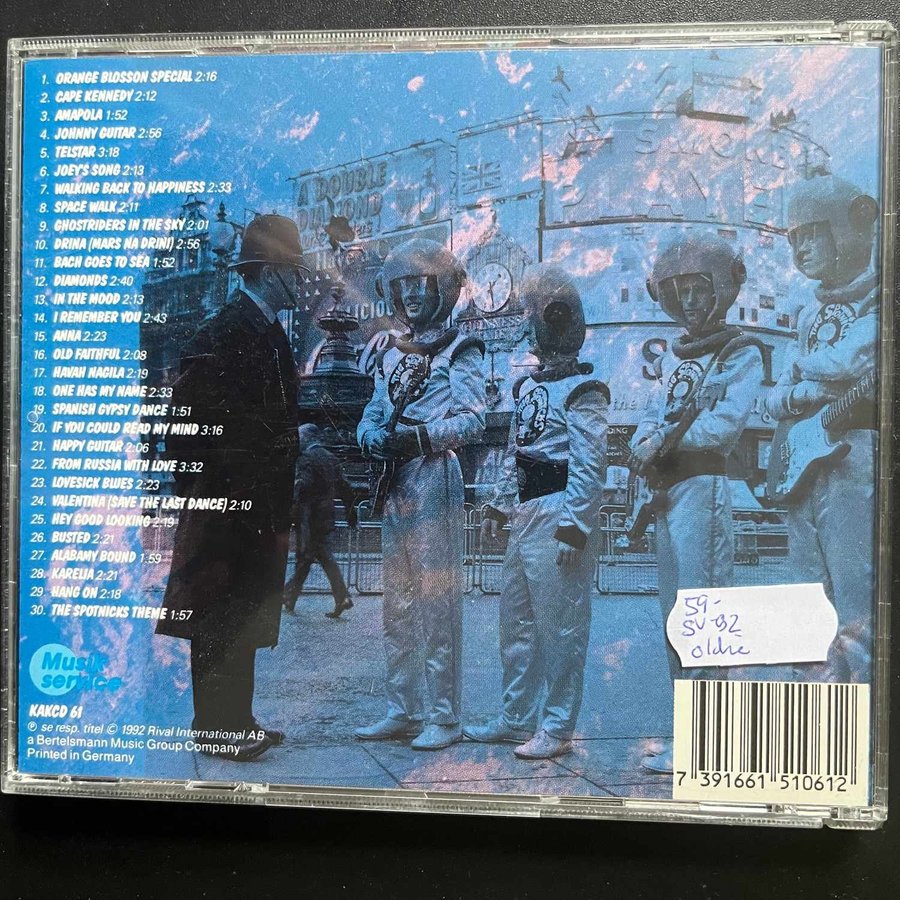 1. ORANGE BLOSSON SPECIAL 2:16
2. CAPE KENNEDY 2:12
3. AMAPOLA 1:52
4. JOHNNY GUITAR 2:56
5. TELSTAR 3:18
6. JOEY'S SONG 2:13
7. WALKING BACK TO HAPPINESS 2:33
8. SPACE WALK 2:11
9. GHOSTRIDERS IN THE SKY 2:01
10. DRINA (MARS NA DRINI) 2:56
11. BACH GOES TO SEA 1:52
12. DIAMONDS 2:40
13. IN THE MOOD 2:13
14. I REMEMBER YOU 2:43
15. ANNA 2:23
16. OLD FAITHFUL 2:08
17. HAVAH NAGILA 2:19
18. ONE HAS MY NAME 2:33
19. SPANISH GYPSY DANCE 1:51
20. IF YOU COULD READ MY MIND 3:16
21. HAPPY GUITAR 2:06
22. FROM RUSSIA WITH LOVE 3:32
23. LOVESICK BLUES 2:23
24. VALENTINA (SAVE THE LAST DANCE) 2:10
25. HEY GOOD LOOKING 2:19
26. BUSTED 2:21
27. ALABAMY BOUND 1:59
28. KARELIA 2:21
29. HANG ON 2:18
30. THE SPOTNICKS THEME 1:57
Musik
service
KAKCD 61
℗ se resp. titel © 1992 Rival International AB
a Bertelsmann Music Group Company
Printed in Germany
A DOUBLE
DIAMOND
GUINNESS
59-
SV-92
oldie
7 391661 510612